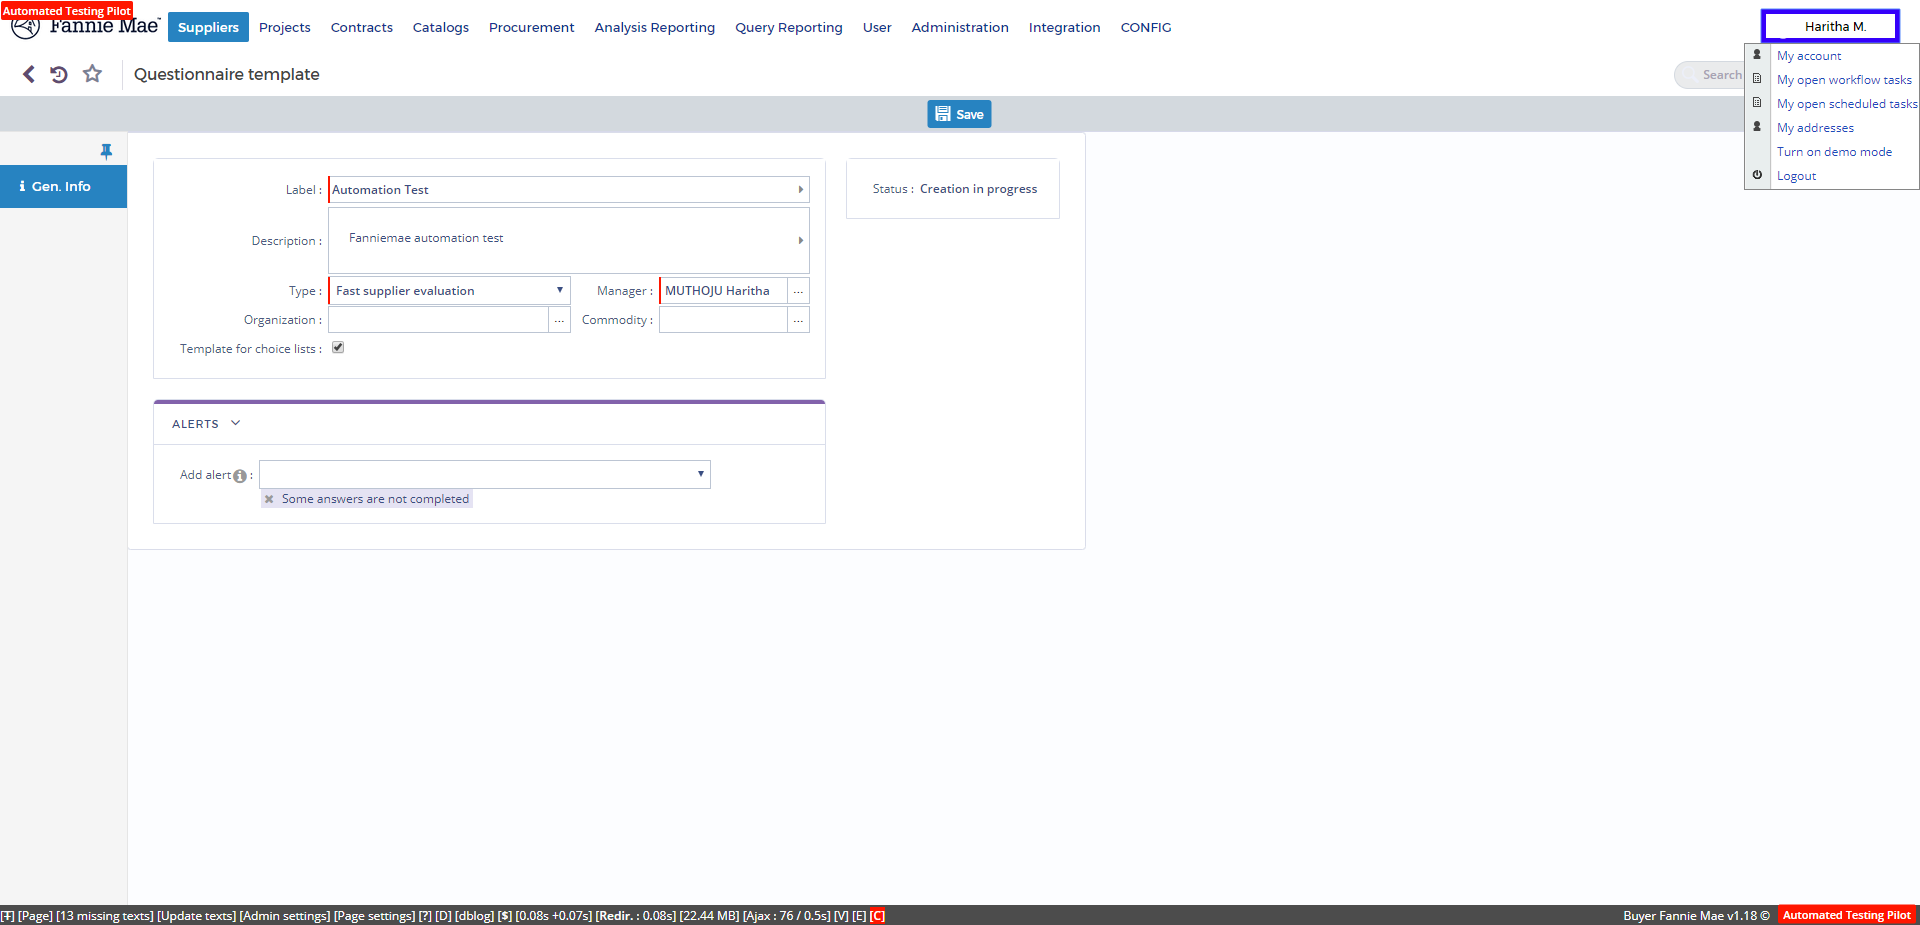 Automated Testing Pilot
Fannie Mae
Suppliers Projects Contracts Catalogs Procurement Analysis Reporting Query Reporting User Administration Integration CONFIG
Haritha M.
Questionnaire template
Search
My account
My open workflow tasks
My open scheduled tasks
My addresses
Turn on demo mode
Logout
Save
Gen. Info
Label : Automation Test
Description : Fanniemae automation test
Type : Fast supplier evaluation Manager : MUTHOJU Haritha ...
Organization : ... Commodity : ...
Template for choice lists :
Status : Creation in progress
ALERTS
Add alert :
Some answers are not completed
[T] [Page] [13 missing texts] [Update texts] [Admin settings] [Page settings] [?] [D] [dblog] [$] [0.08s +0.07s] [Redir. : 0.08s] [22.44 MB] [Ajax : 76 / 0.5s] [V] [E] [C]
Buyer Fannie Mae v1.18 © Automated Testing Pilot